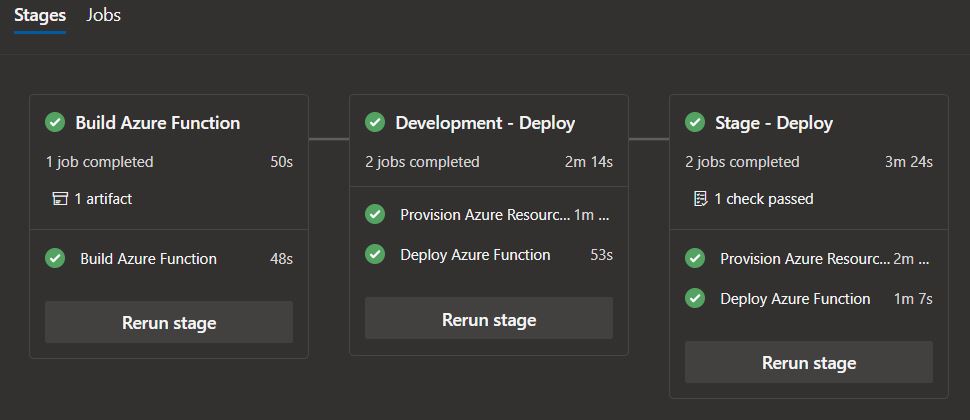 Stages Jobs
Build Azure Function
1 job completed 50s
1 artifact
Build Azure Function 48s
Rerun stage
Development - Deploy
2 jobs completed 2m 14s
Provision Azure Resourc... 1m ...
Deploy Azure Function 53s
Rerun stage
Stage - Deploy
2 jobs completed 3m 24s
1 check passed
Provision Azure Resourc... 2m ...
Deploy Azure Function 1m 7s
Rerun stage